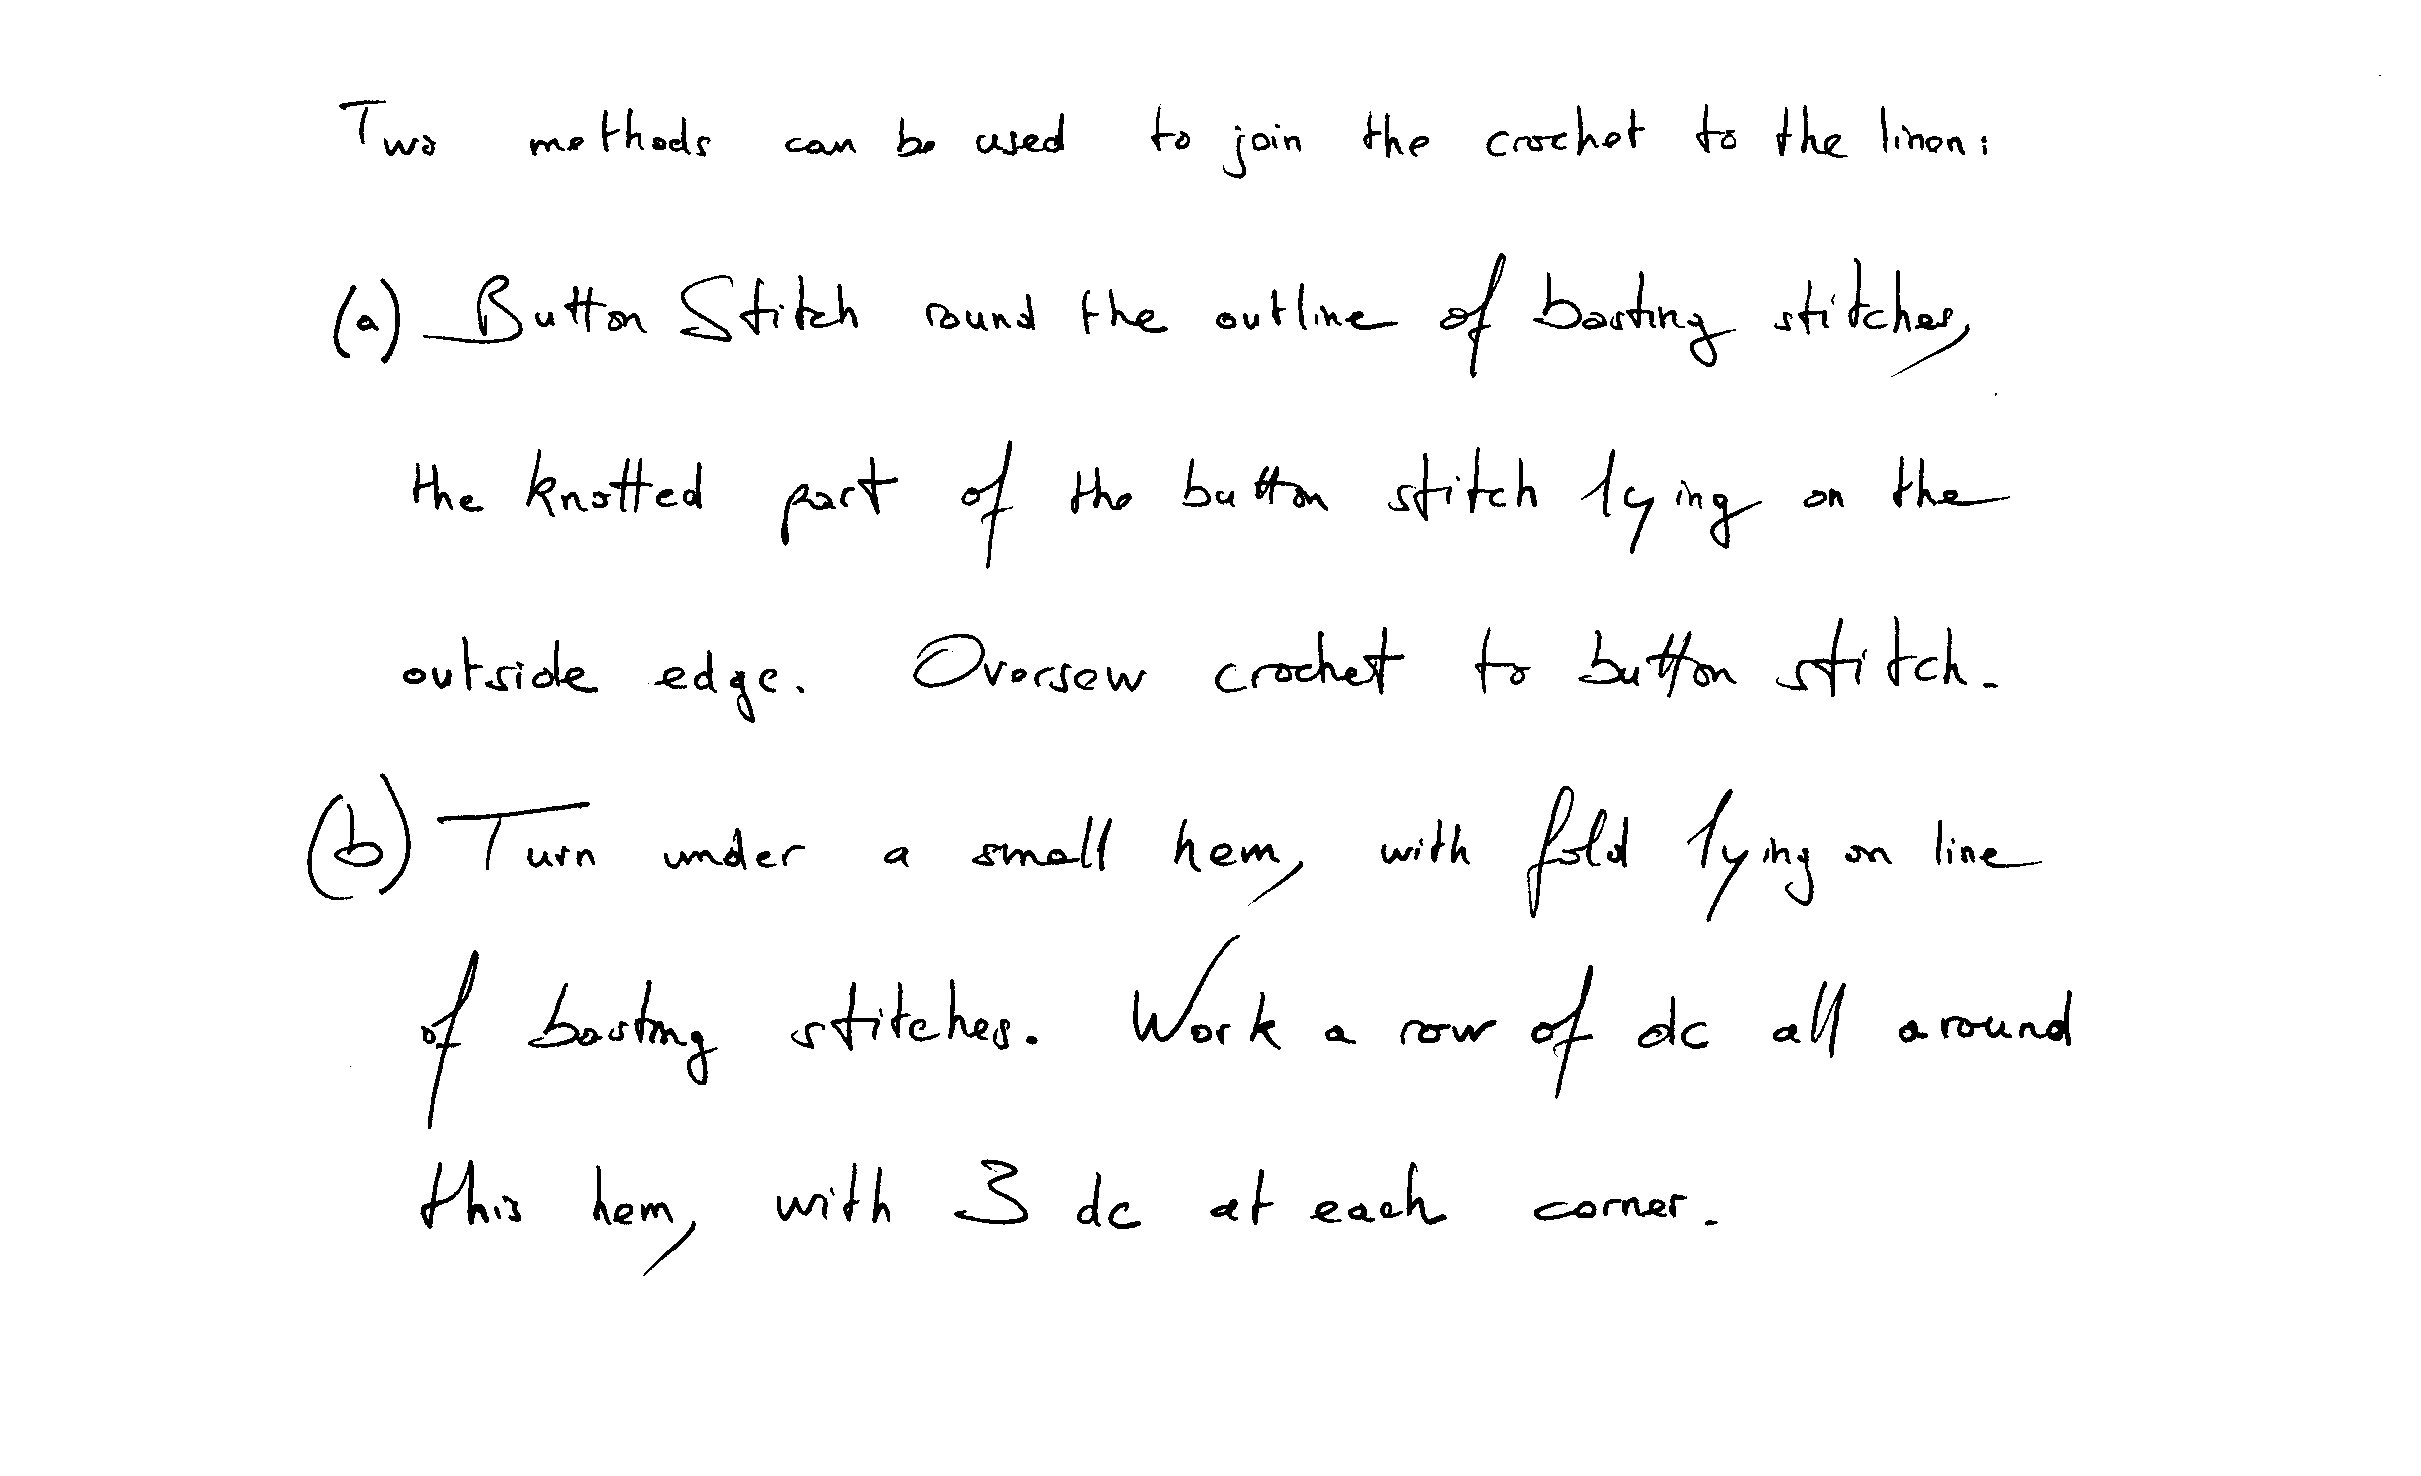 Two methods can be used to join the crochet to the linen:
(a) Button Stitch round the outline of basting stitches,
the knotted part of the button stitch lying on the
outside edge. Oversew crochet to button stitch.
(b) Turn under a small hem, with fold lying on line
of basting stitches. Work a row of dc all around
this hem, with 3 dc at each corner.